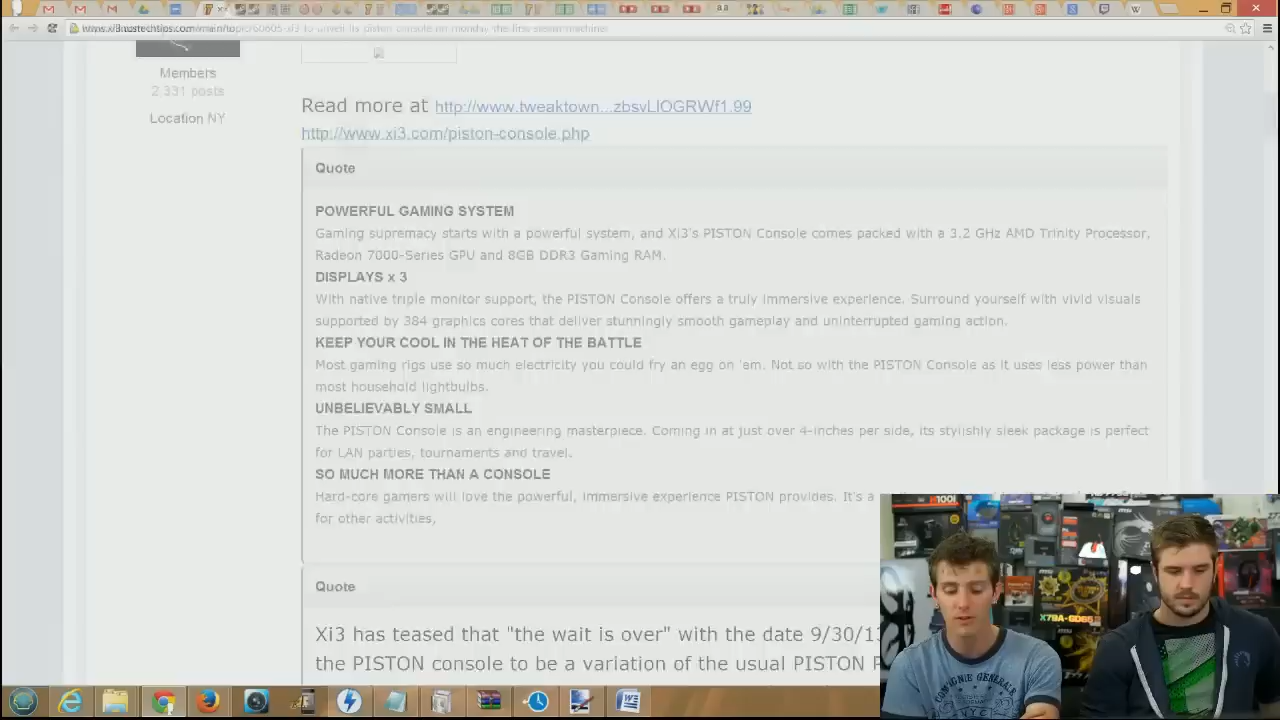 Members
2,331 posts
Location NY
Read more at http://www.tweaktown...zbsvLIOGRWf1.99
http://www.xi3.com/piston-console.php
Quote
POWERFUL GAMING SYSTEM
Gaming supremacy starts with a powerful system, and Xi3's PISTON Console comes packed with a 3.2 GHz AMD Trinity Processor,
Radeon 7000-Series GPU and 8GB DDR3 Gaming RAM.
DISPLAYS x 3
With native triple monitor support, the PISTON Console offers a truly immersive experience. Surround yourself with vivid visuals
supported by 384 graphics cores that deliver stunningly smooth gameplay and uninterrupted gaming action.
KEEP YOUR COOL IN THE HEAT OF THE BATTLE
Most gaming rigs use so much electricity you could fry an egg on 'em. Not so with the PISTON Console as it uses less power than
most household lightbulbs.
UNBELIEVABLY SMALL
The PISTON Console is an engineering masterpiece. Coming in at just over 4-inches per side, its stylishly sleek package is perfect
for LAN parties, tournaments and travel.
SO MUCH MORE THAN A CONSOLE
Hard-core gamers will love the powerful, immersive experience PISTON provides. It's a
for other activities,
Quote
Xi3 has teased that "the wait is over" with the date 9/30/13
the PISTON console to be a variation of the usual PISTON
X79A-GD65
COMPAGNIE GENERALE